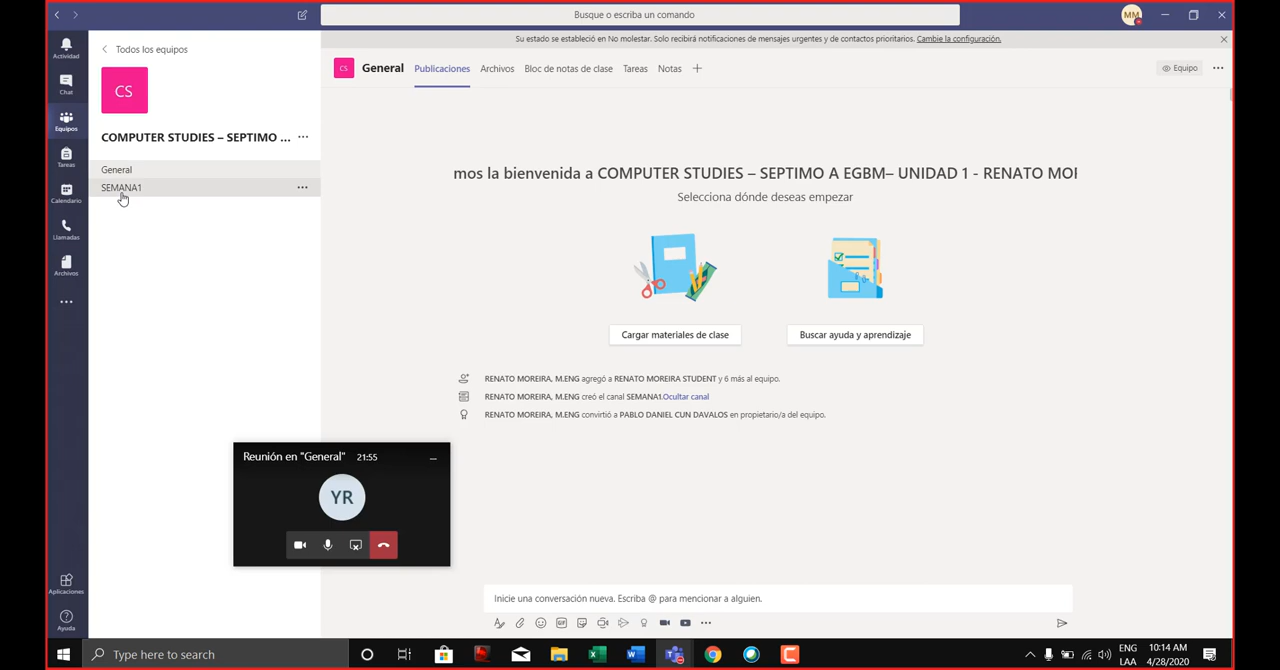 Busque o escriba un comando
MM
Su estado se estableció en No molestar. Solo recibirá notificaciones de mensajes urgentes y de contactos prioritarios. Cambie la configuración.
Actividad
Chat
Equipos
Tareas
Calendario
Llamadas
Archivos
Aplicaciones
Ayuda
Todos los equipos
CS
COMPUTER STUDIES – SEPTIMO ...
General
SEMANA1
CS
General
Publicaciones
Archivos
Bloc de notas de clase
Tareas
Notas
Equipo
mos la bienvenida a COMPUTER STUDIES – SEPTIMO A EGBM– UNIDAD 1 - RENATO MOI
Selecciona dónde deseas empezar
Cargar materiales de clase
Buscar ayuda y aprendizaje
RENATO MOREIRA, M.ENG agregó a RENATO MOREIRA STUDENT y 6 más al equipo.
RENATO MOREIRA, M.ENG creó el canal SEMANA1.Ocultar canal
RENATO MOREIRA, M.ENG convirtió a PABLO DANIEL CUN DAVALOS en propietario/a del equipo.
Reunión en "General" 21:55
YR
Inicie una conversación nueva. Escriba @ para mencionar a alguien.
GIF
Type here to search
ENG
LAA
10:14 AM
4/28/2020